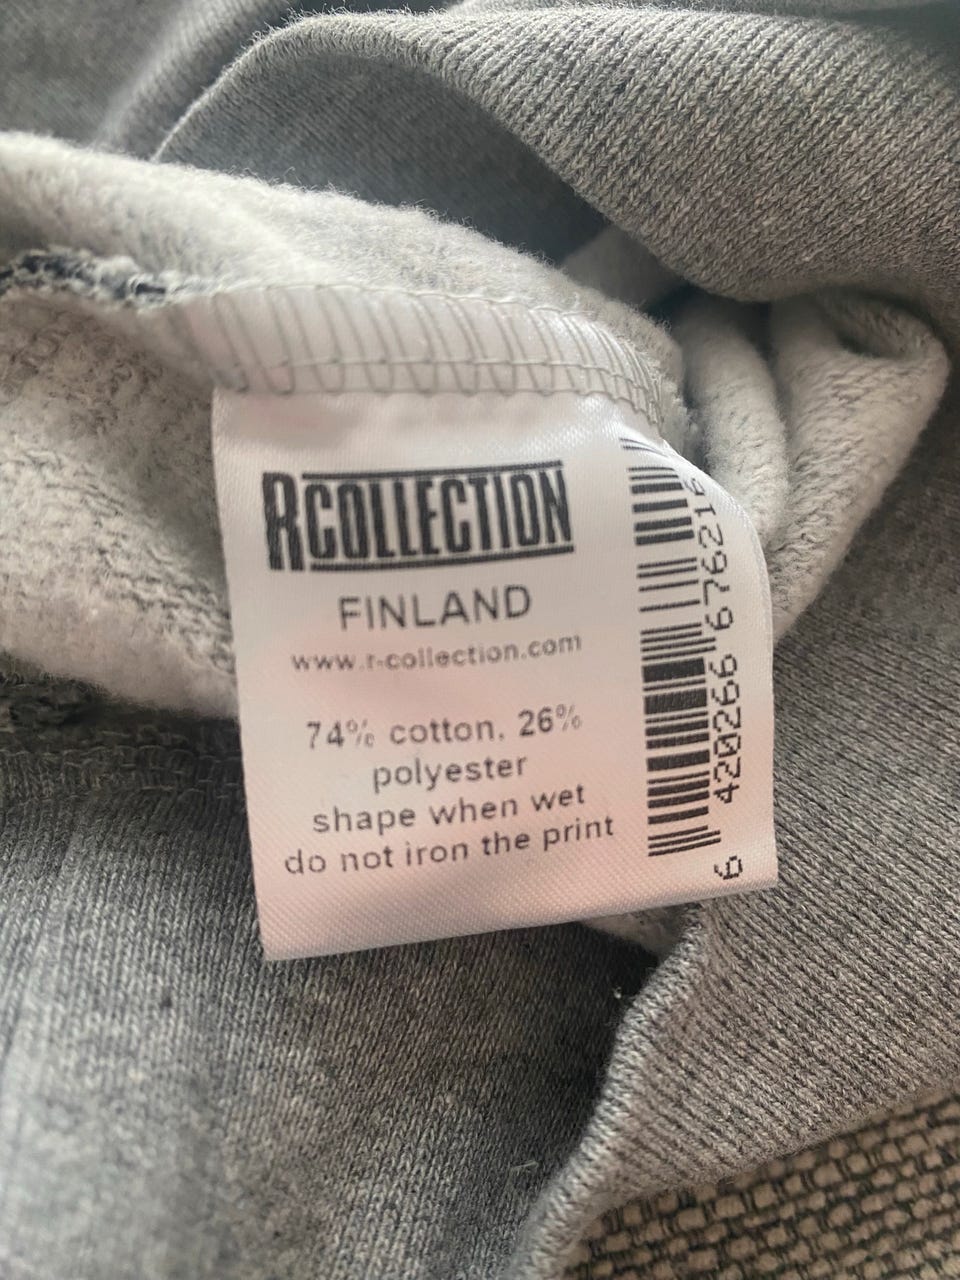 RCOLLECTION
FINLAND
www.r-collection.com
74% cotton, 26%
polyester
shape when wet
do not iron the print
6 420266 676216